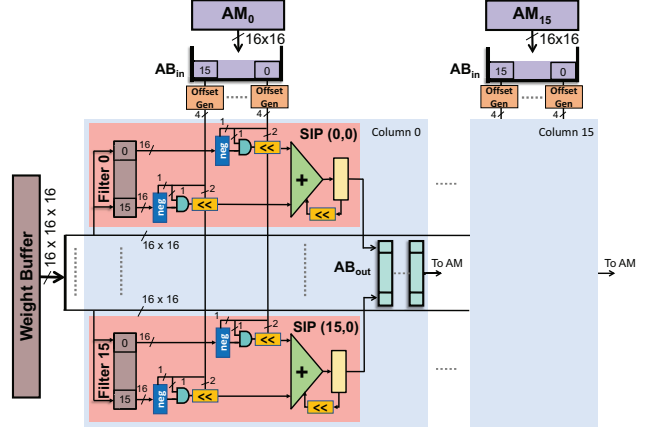 AM0
16x16
ABin
15
0
Offset
Gen
Offset
Gen
4
4
AM15
16x16
ABin
15
0
Offset
Gen
Offset
Gen
4
4
SIP (0,0)
Column 0
Column 15
Filter 0
0
16
neg
1
1
2
<<
15
16
neg
1
1
2
<<
+
<<
16 x 16
Weight Buffer
16 x 16 x 16
ABout
To AM
To AM
16 x 16
SIP (15,0)
Filter 15
0
16
neg
1
1
2
<<
15
16
neg
1
1
2
<<
+
<<